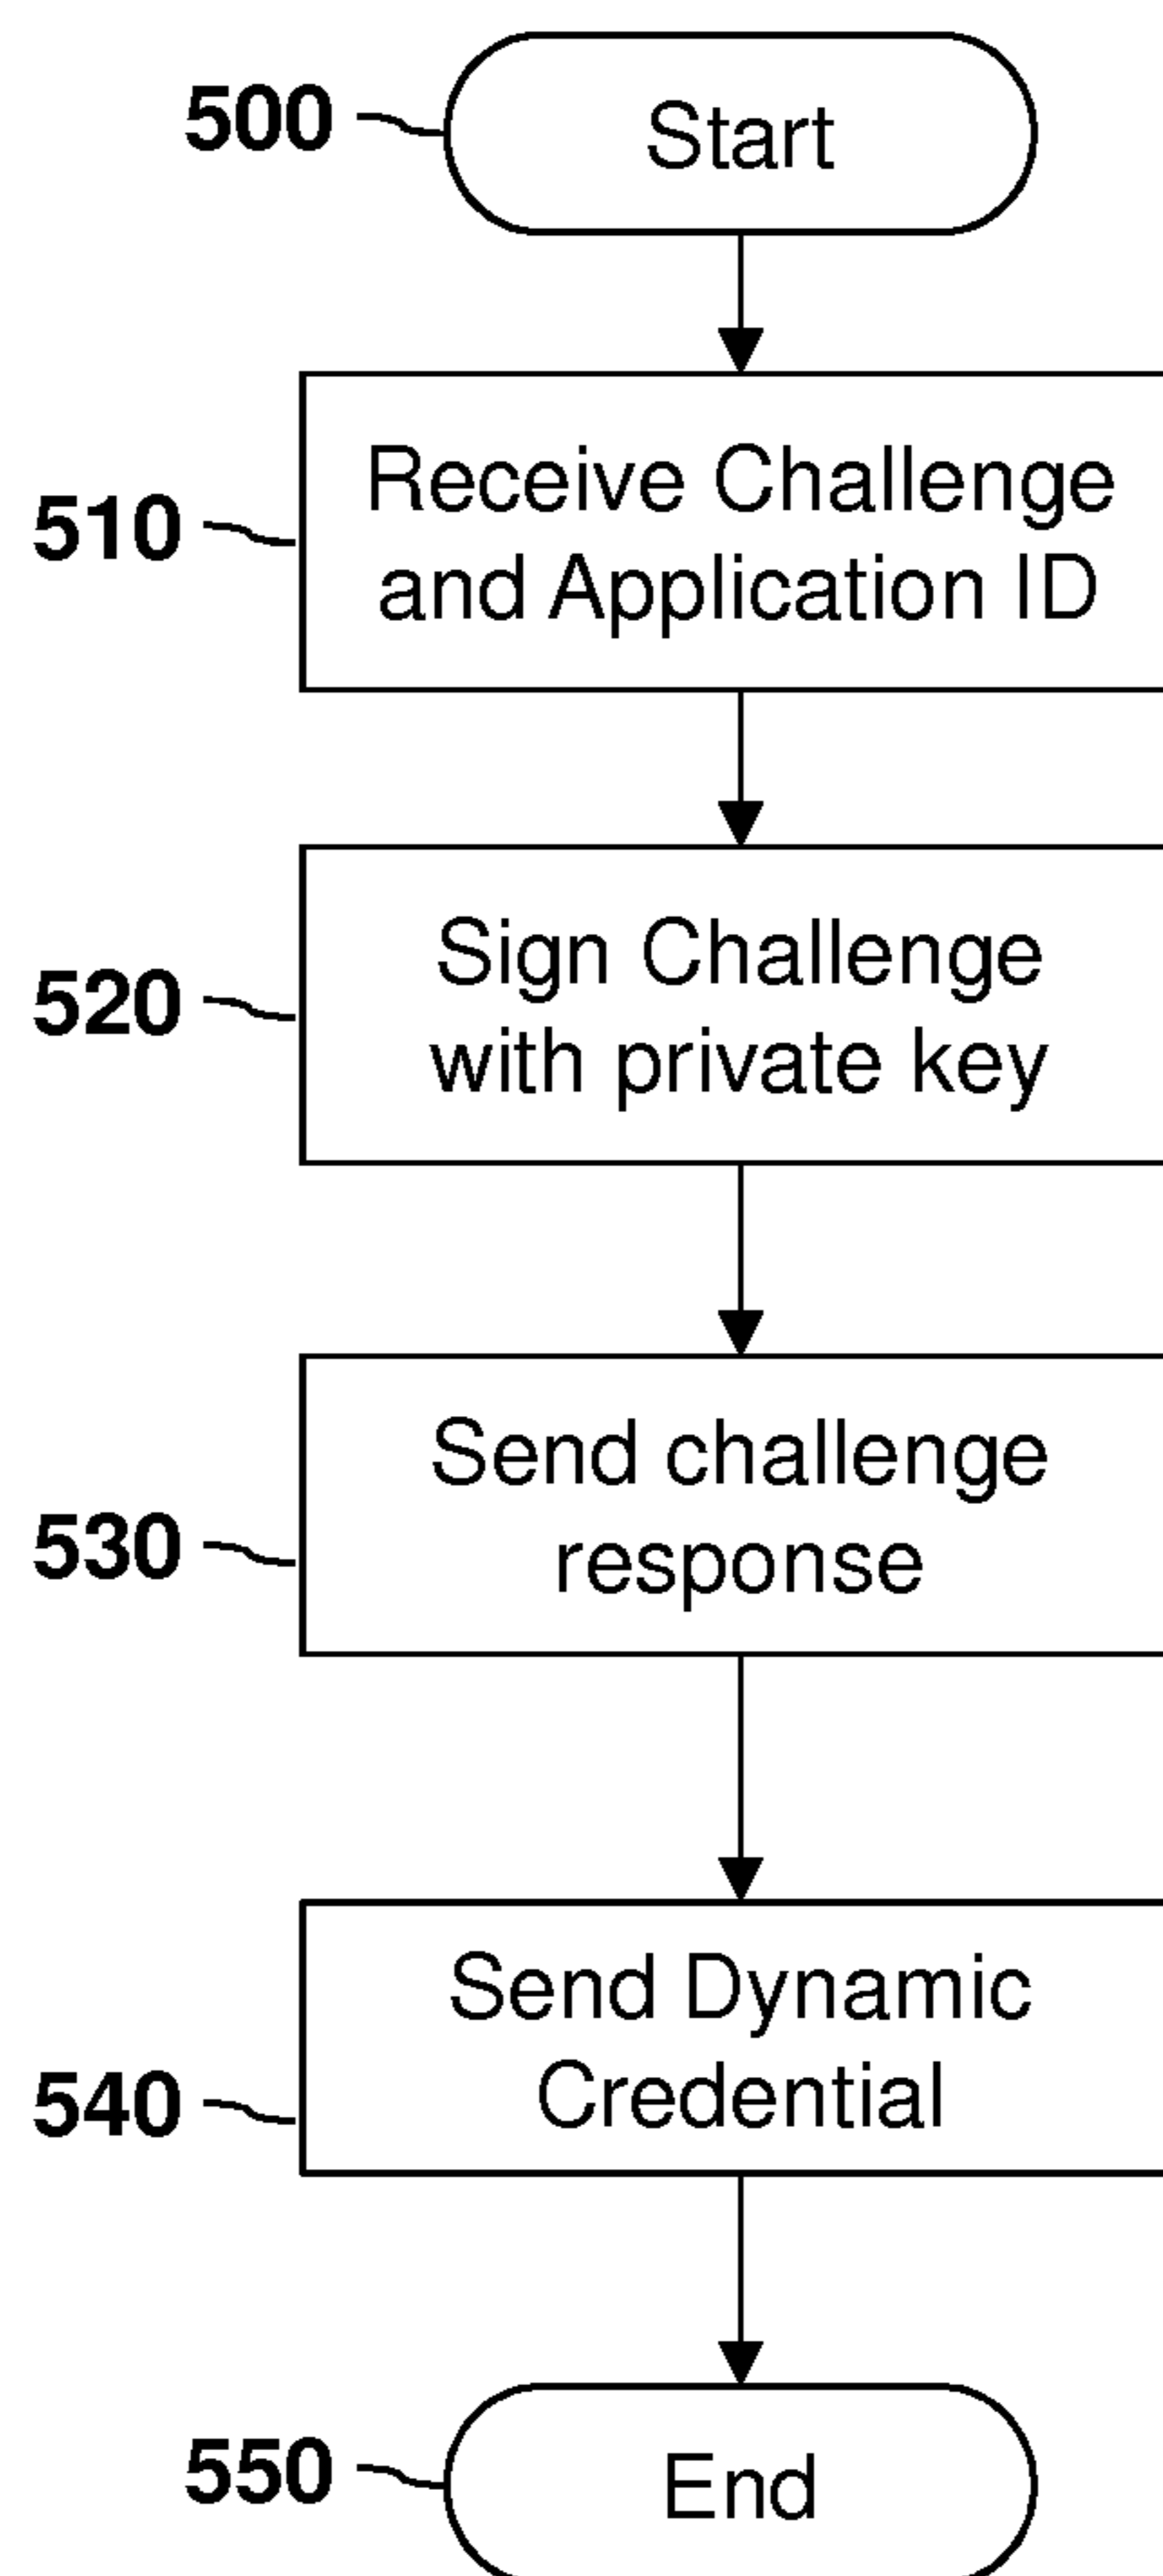 500
Start
510
Receive Challenge
and Application ID
520
Sign Challenge
with private key
530
Send challenge
response
540
Send Dynamic
Credential
550
End